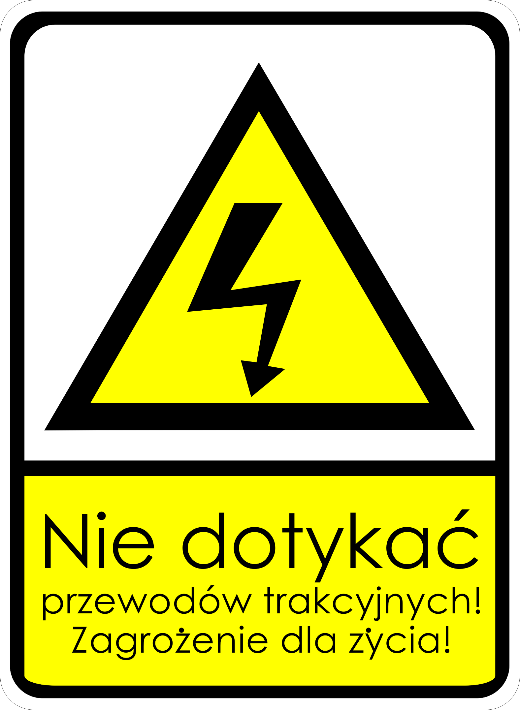 Nie dotykać
przewodów trakcyjnych!
Zagrożenie dla życia!